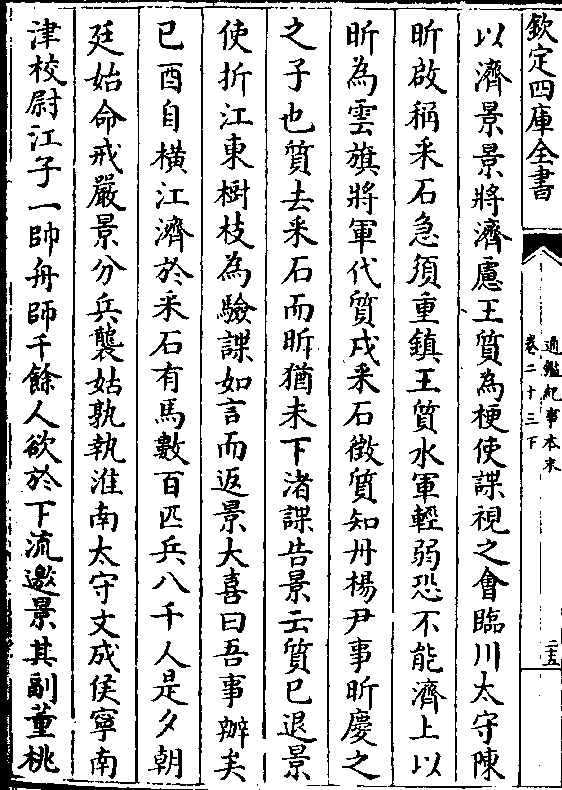 欽定四庫全書
通鑑紀事本末
卷二十三下
二五
以濟景景將濟慮王質為梗使諜視之會臨川太守陳
昕啟稱采石急須重鎮王質水軍輕弱恐不能濟上以
昕為雲旗將軍代質戍采石徵質知丹楊尹事昕慶之
之子也質去采石而昕猶未下渚諜告景云質已退景
使折江東樹枝為驗諜如言而返景大喜曰吾事辦矣
已酉自橫江濟於采石有馬數百匹兵八千人是夕朝
廷始命戒嚴景分兵襲姑孰執淮南太守文成侯寧南
津校尉江子一帥舟師千餘人欲於下流邀景其副董桃